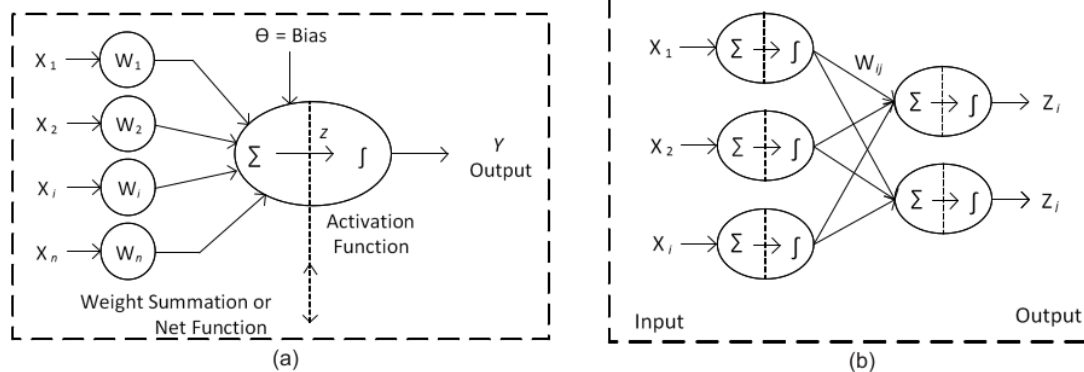 Θ = Bias
X 1
W 1
X 2
W 2
X i
W i
X n
W n
Σ
z
∫
Y
Output
Activation
Function
Weight Summation or
Net Function
(a)
X 1
Σ ∫
X 2
Σ ∫
X i
Σ ∫
W ij
Σ ∫
Z i
Σ ∫
Z i
Input
Output
(b)